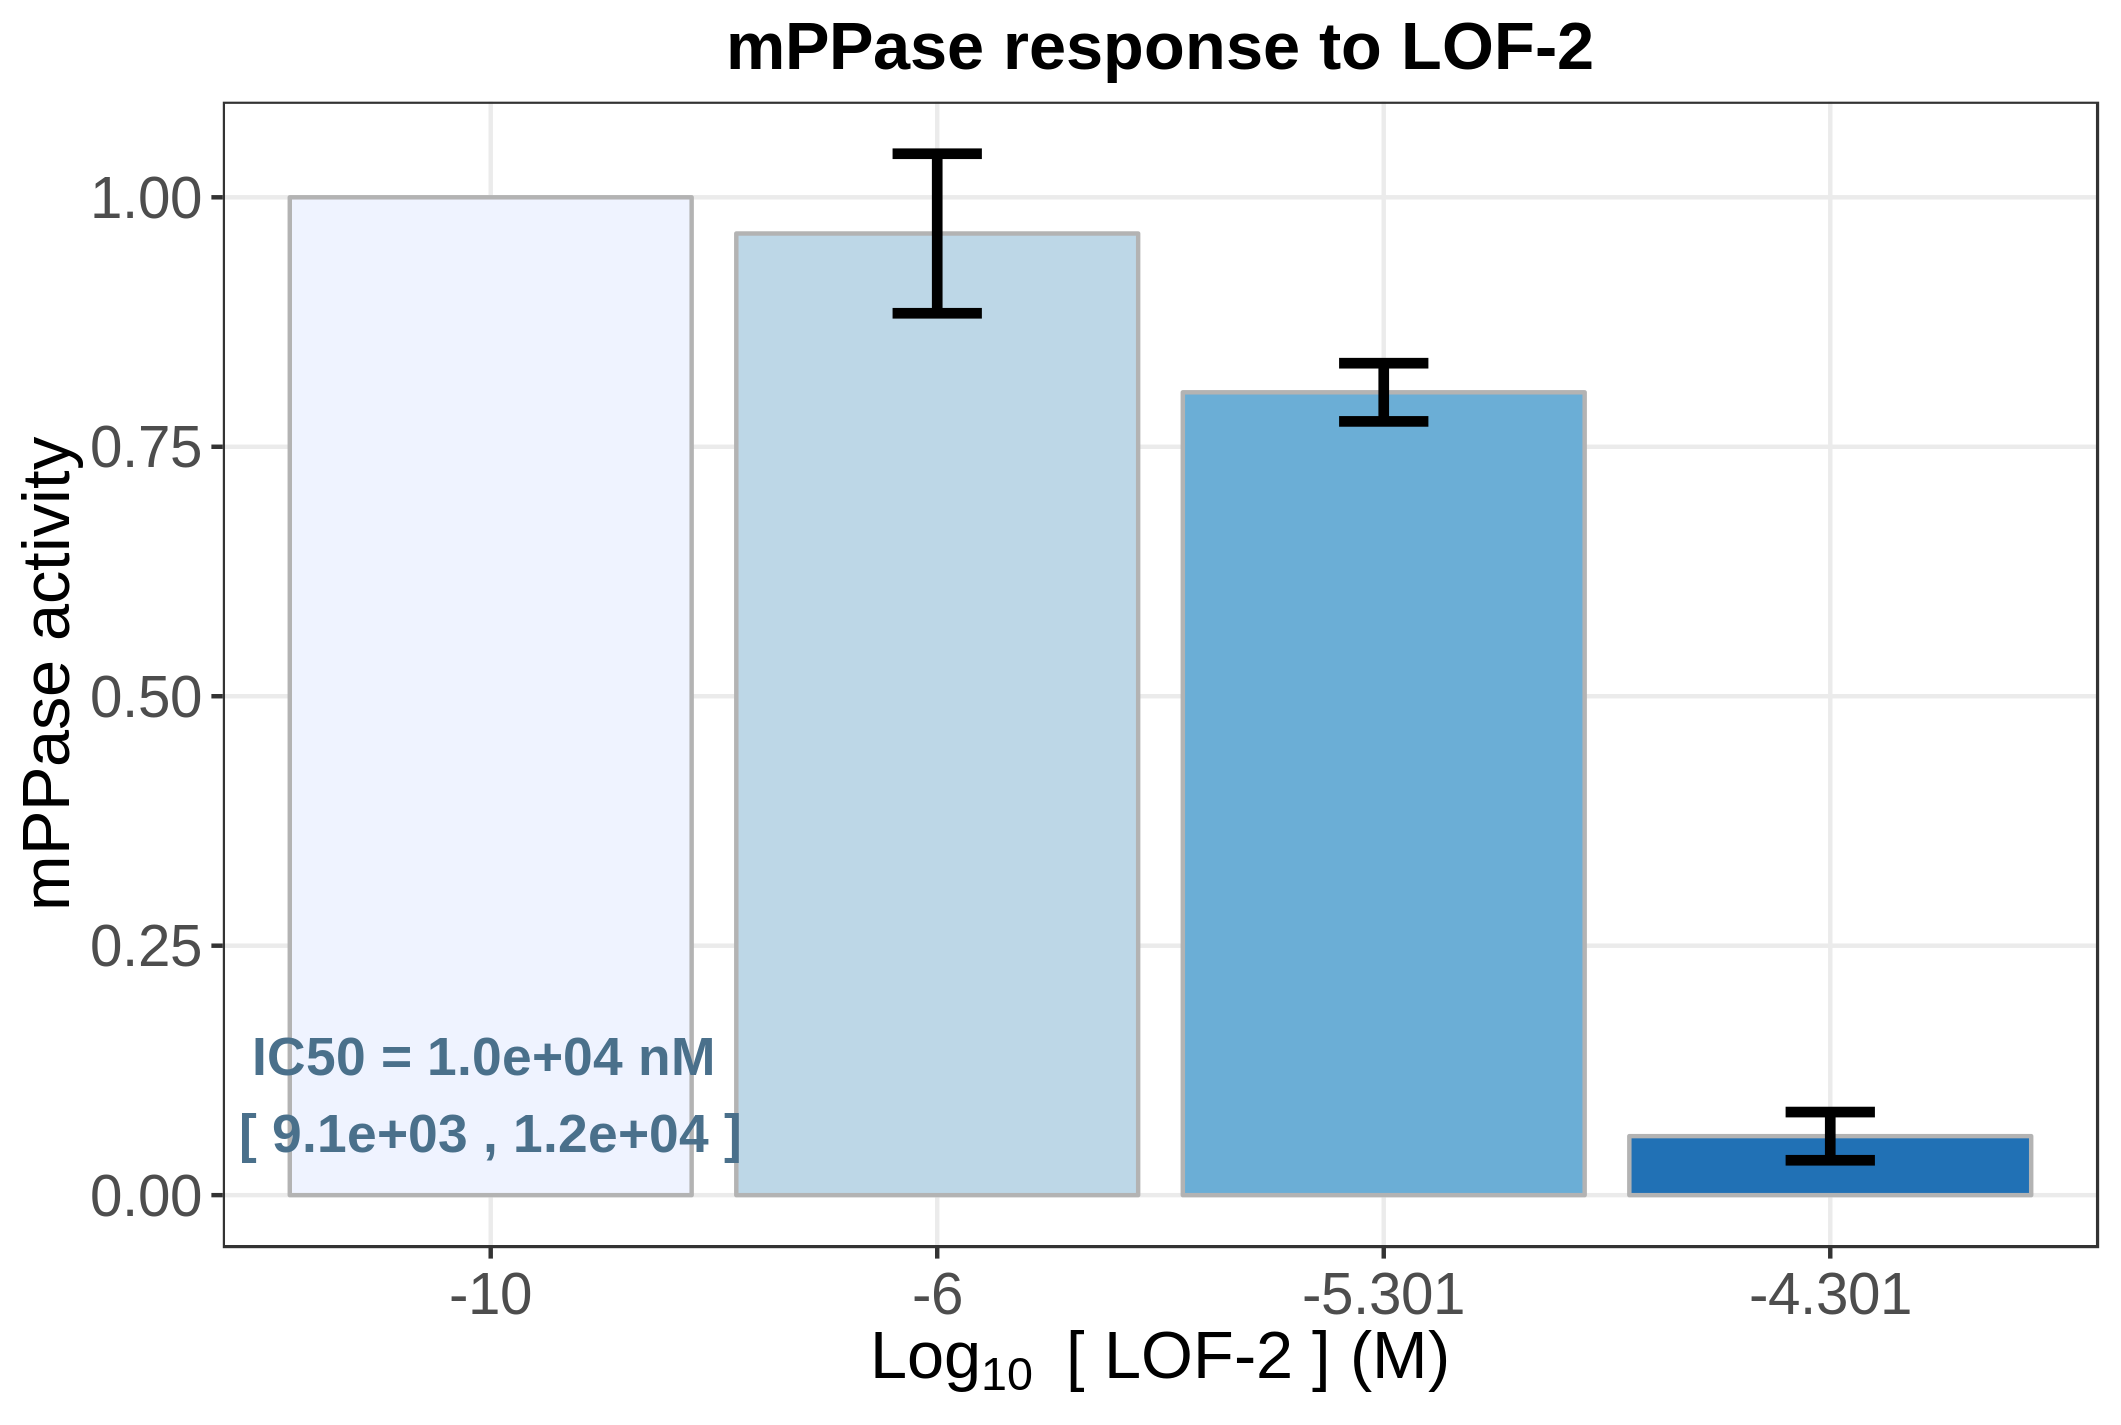 mPPase response to LOF-2
mPPase activity
1.00
0.75
0.50
0.25
0.00
IC50 = 1.0e+04 nM
[ 9.1e+03 , 1.2e+04 ]
-10
-6
-5.301
-4.301
Log₁₀ [ LOF-2 ] (M)